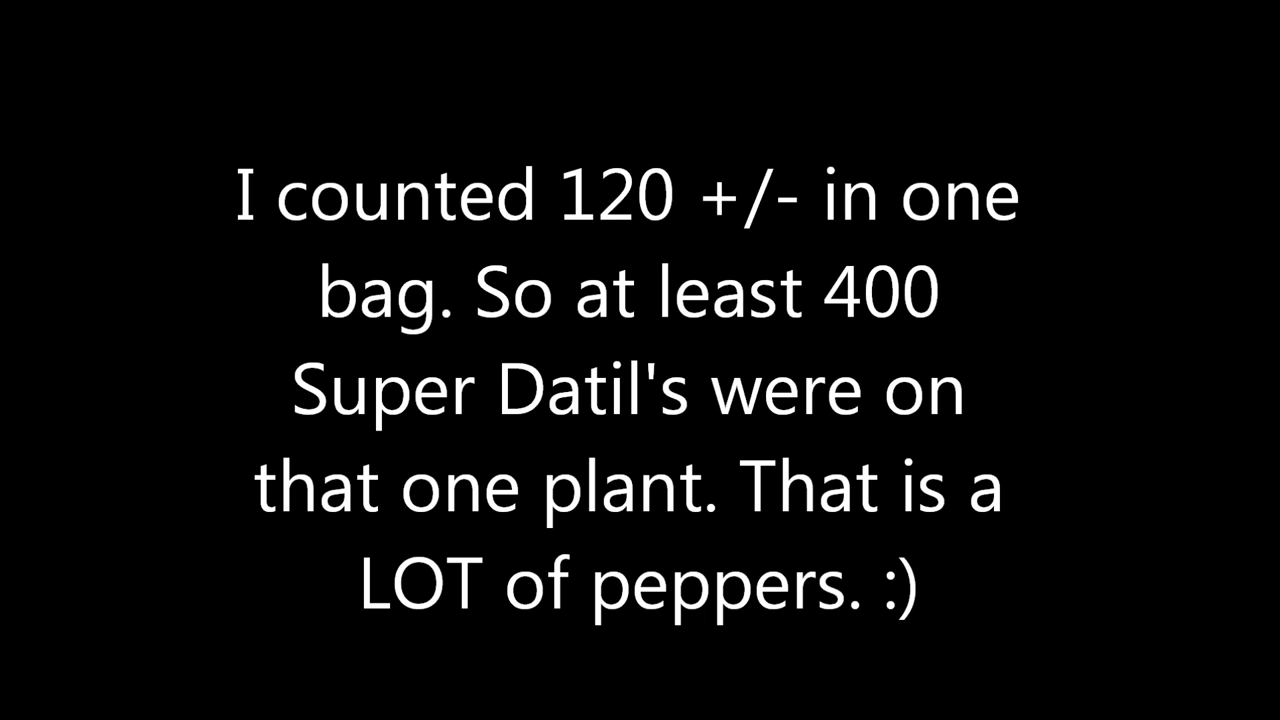 I counted 120 +/- in one
bag. So at least 400
Super Datil's were on
that one plant. That is a
LOT of peppers. :)